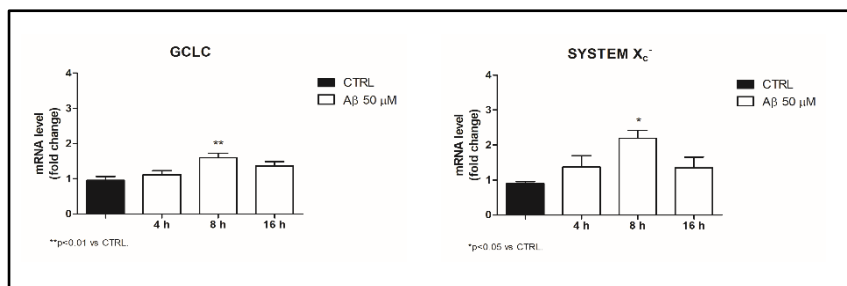 GCLC
mRNA level
(fold change)
4
3
2
1
0
CTRL
Aβ 50 μM
**
4 h
8 h
16 h
**p<0.01 vs CTRL.
SYSTEM Xc-
mRNA level
(fold change)
4
3
2
1
0
CTRL
Aβ 50 μM
*
4 h
8 h
16 h
*p<0.05 vs CTRL.